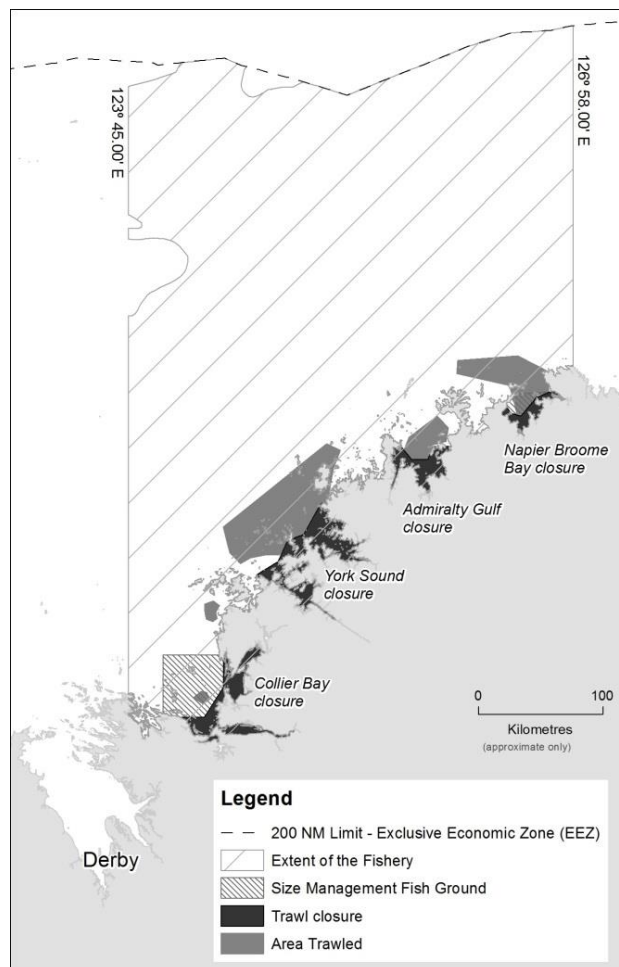 123º 45.00' E
126º 58.00' E
Napier Broome
Bay closure
Admiralty Gulf
closure
York Sound
closure
Collier Bay
closure
0 100
Kilometres
(approximate only)
Derby
Legend
200 NM Limit - Exclusive Economic Zone (EEZ)
Extent of the Fishery
Size Management Fish Ground
Trawl closure
Area Trawled